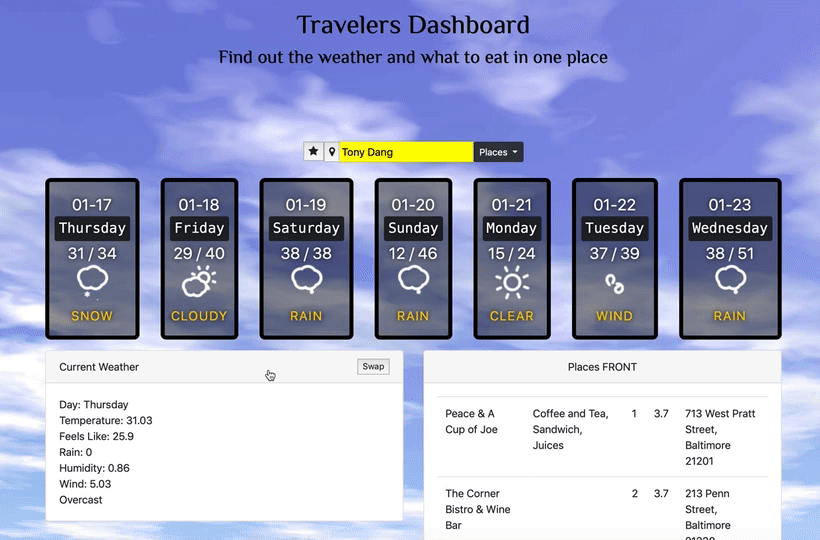 Travelers Dashboard
Find out the weather and what to eat in one place
Tony Dang
Places
01-17
Thursday
31 / 34
SNOW
01-18
Friday
29 / 40
CLOUDY
01-19
Saturday
38 / 38
RAIN
01-20
Sunday
12 / 46
RAIN
01-21
Monday
15 / 24
CLEAR
01-22
Tuesday
37 / 39
WIND
01-23
Wednesday
38 / 51
RAIN
Current Weather
Swap
Day: Thursday
Temperature: 31.03
Feels Like: 25.9
Rain: 0
Humidity: 0.86
Wind: 5.03
Overcast
Places FRONT
Peace & A
Cup of Joe
Coffee and Tea,
Sandwich,
Juices
1
3.7
713 West Pratt
Street,
Baltimore
21201
The Corner
Bistro & Wine
Bar
2
3.7
213 Penn
Street,
Baltimore